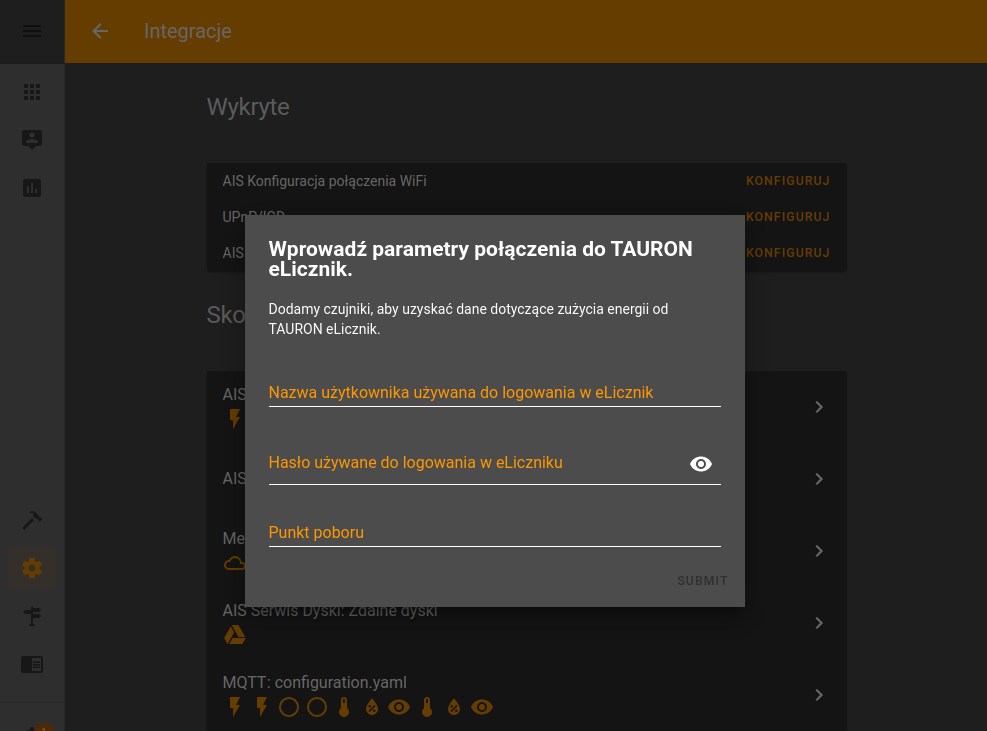 Integracje
Wykryte
AIS Konfiguracja połączenia WiFi
KONFIGURUJ
UPnP/IGD
KONFIGURUJ
AIS
KONFIGURUJ
Wprowadź parametry połączenia do TAURON
eLicznik.
Dodamy czujniki, aby uzyskać dane dotyczące zużycia energii od
TAURON eLicznik.
Sko
AIS
Nazwa użytkownika używana do logowania w eLicznik
Hasło używane do logowania w eLiczniku
AIS
Punkt poboru
Me
SUBMIT
AIS Serwis Dyski: Zdalne dyski
MQTT: configuration.yaml